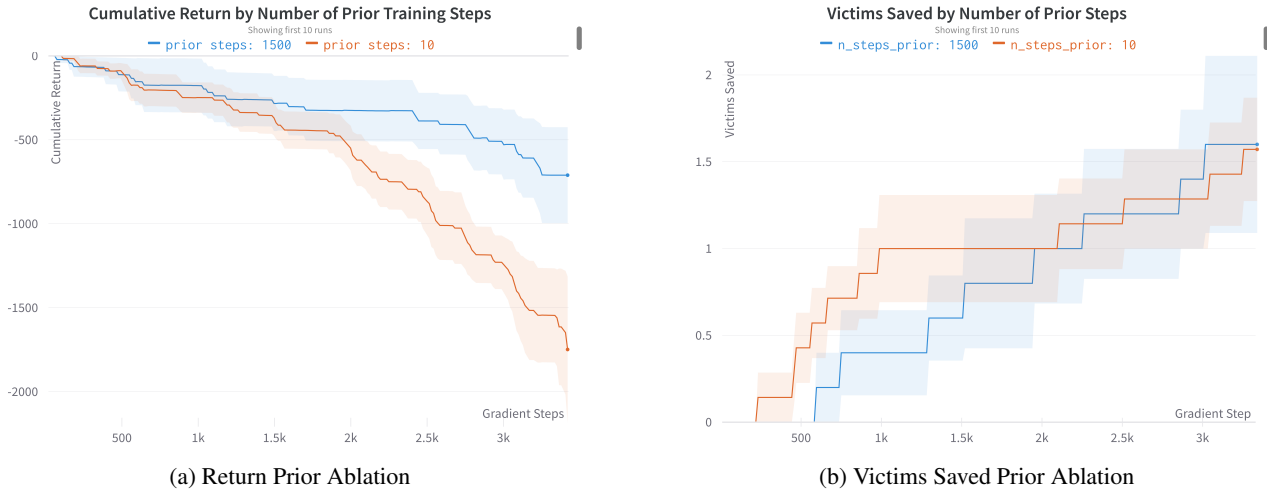 Cumulative Return by Number of Prior Training Steps
Showing first 10 runs
prior steps: 1500 prior steps: 10
Cumulative Return
0
-500
-1000
-1500
-2000
Gradient Steps
500 1k 1.5k 2k 2.5k 3k
(a) Return Prior Ablation
Victims Saved by Number of Prior Steps
Showing first 10 runs
n_steps_prior: 1500 n_steps_prior: 10
Victims Saved
2
1.5
1
0.5
0
Gradient Step
500 1k 1.5k 2k 2.5k 3k
(b) Victims Saved Prior Ablation